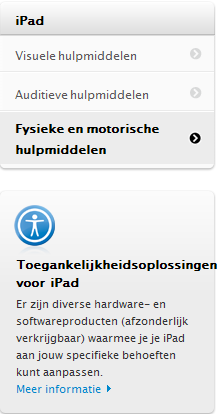 iPad
Visuele hulpmiddelen
Auditieve hulpmiddelen
Fysieke en motorische
hulpmiddelen
Toegankelijkheidsoplossingen
voor iPad
Er zijn diverse hardware- en
softwareproducten (afzonderlijk
verkrijgbaar) waarmee je je iPad
aan jouw specifieke behoeften
kunt aanpassen.
Meer informatie